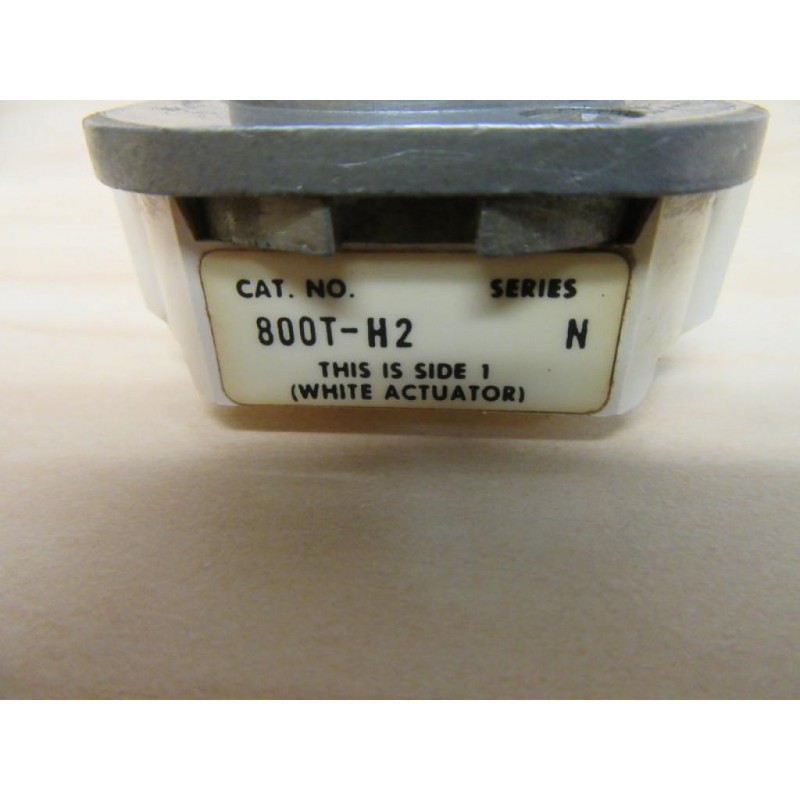 CAT. NO. SERIES
800T-H2 N
THIS IS SIDE 1
(WHITE ACTUATOR)